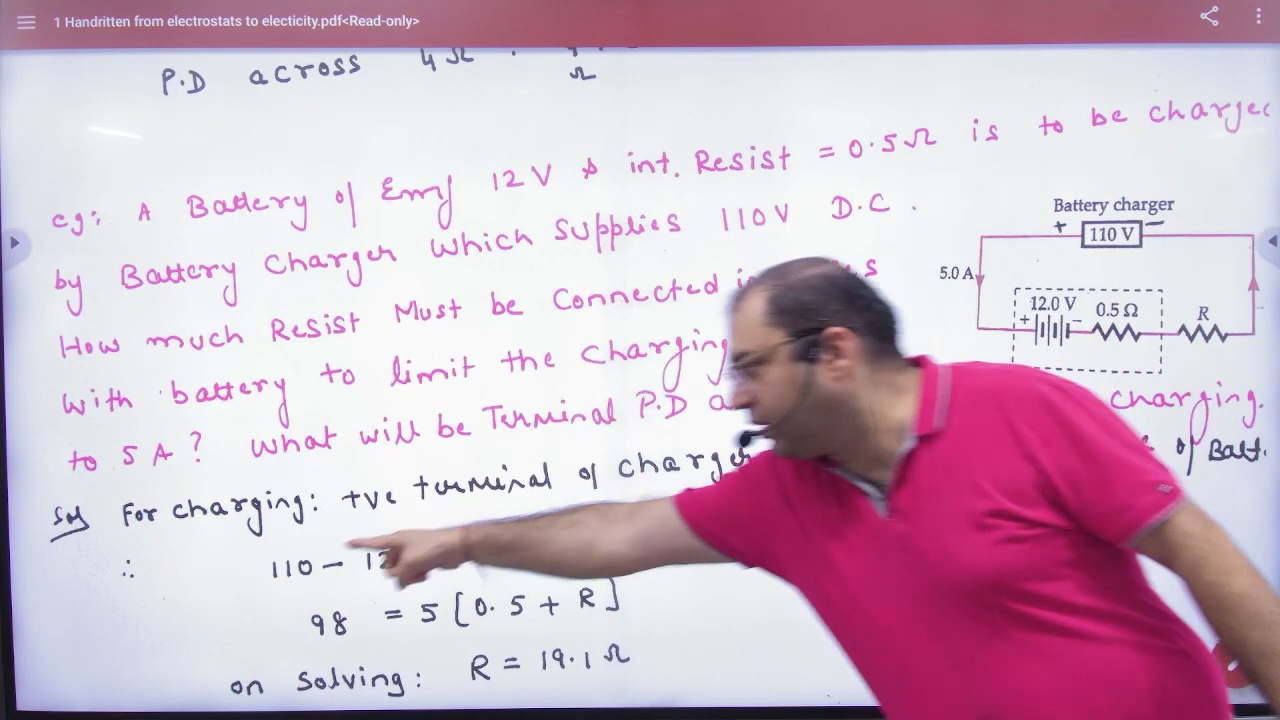 1 Handritten from electrostats to electicity.pdf<Read-only>
P.D across 4Ω
Ω
eg: A Battery of Emf 12 V & int. Resist = 0.5Ω is to be charged
by Battery Charger which supplies 110V D.C.
How much Resist Must be Connected
with battery to limit the charging
to 5 A? What will be Terminal P.D charging.
Sol For charging: +ve terminal of charger of Batt.
∴ 110 - 12
98 = 5 [0.5 + R]
on solving: R = 19.1 Ω
Battery charger
+ 110 V -
5.0 A
12.0 V 0.5 Ω R
+ -